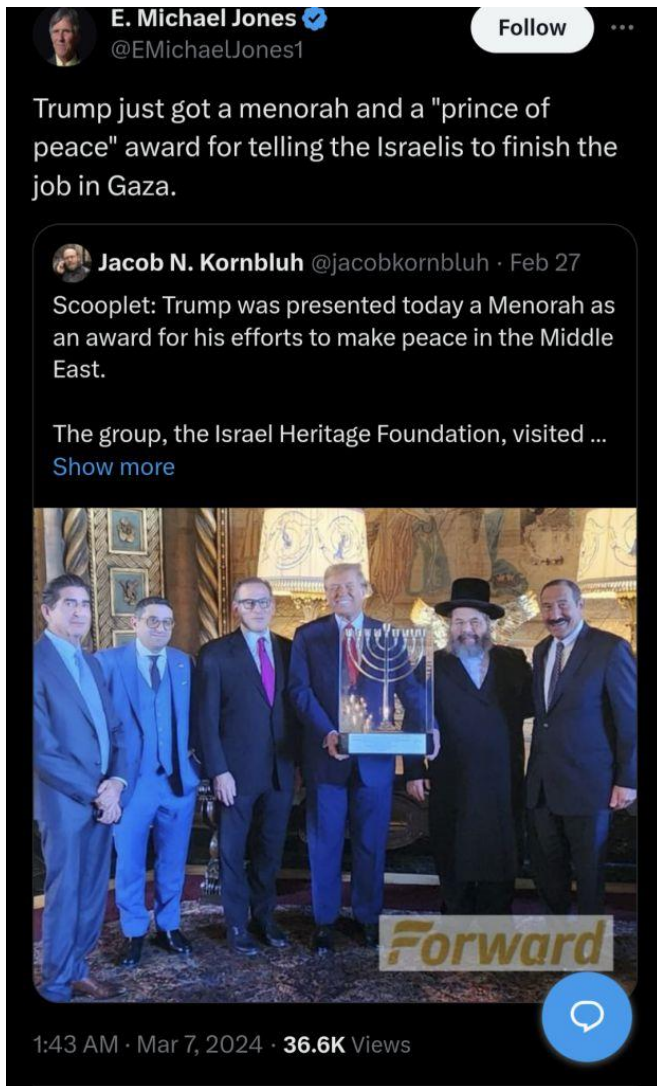 E. Michael Jones
Follow
@EMichaelJones1
Trump just got a menorah and a "prince of
peace" award for telling the Israelis to finish the
job in Gaza.
Jacob N. Kornbluh @jacobkornbluh · Feb 27
Scooplet: Trump was presented today a Menorah as
an award for his efforts to make peace in the Middle
East.
The group, the Israel Heritage Foundation, visited ...
Show more
Forward
1:43 AM · Mar 7, 2024 · 36.6K Views